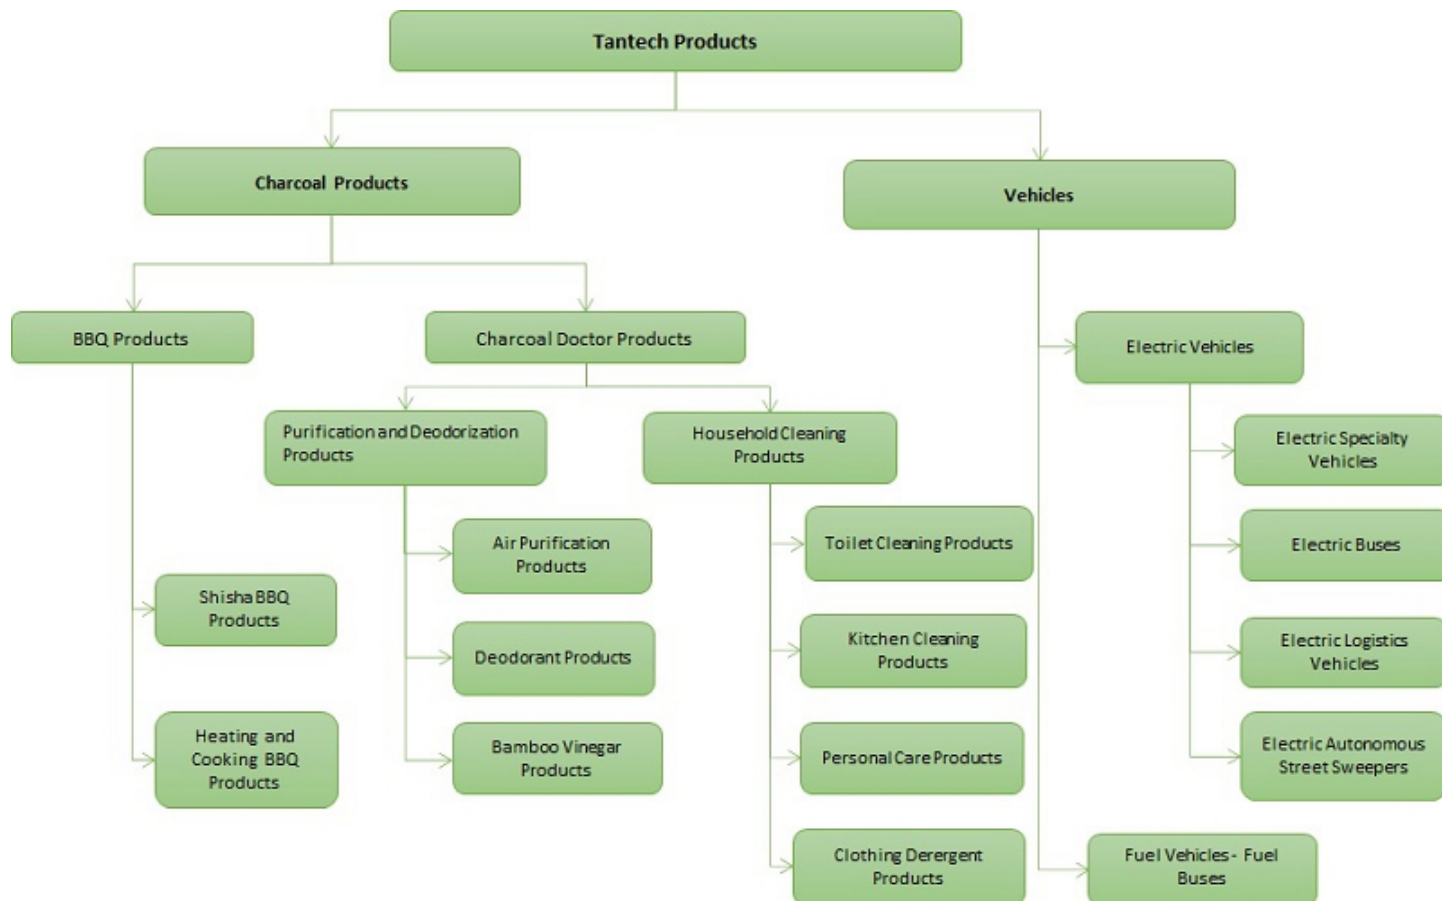 Tantech Products
Charcoal Products
Vehicles
BBQ Products
Charcoal Doctor Products
Electric Vehicles
Purification and Deodorization
Products
Household Cleaning
Products
Electric Specialty
Vehicles
Air Purification
Products
Toilet Cleaning Products
Electric Buses
Shisha BBQ
Products
Deodorant Products
Kitchen Cleaning
Products
Electric Logistics
Vehicles
Heating and
Cooking BBQ
Products
Bamboo Vinegar
Products
Personal Care Products
Electric Autonomous
Street Sweepers
Clothing Derergent
Products
Fuel Vehicles - Fuel
Buses